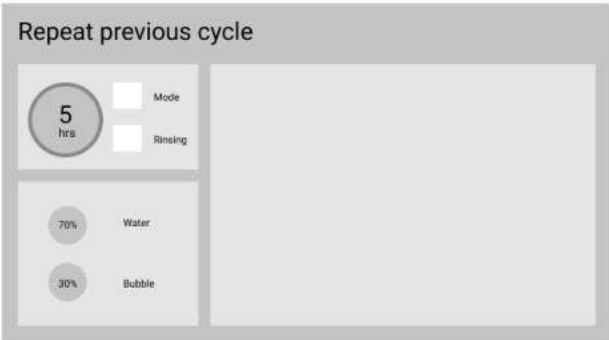 Repeat previous cycle
5
hrs
Mode
Rinsing
70%
Water
30%
Bubble